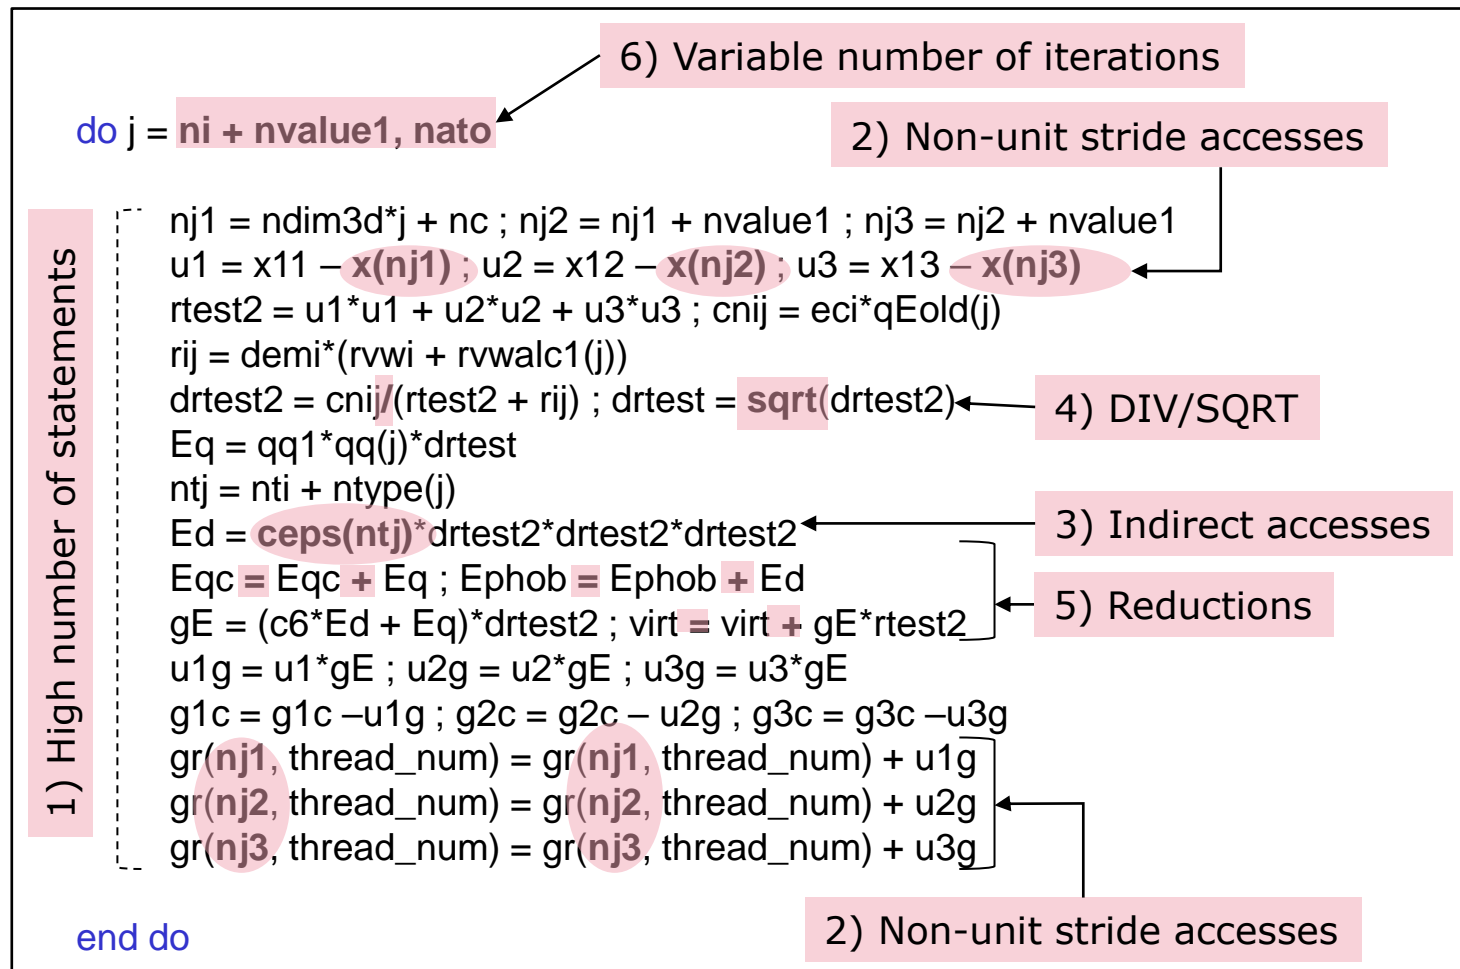 6) Variable number of iterations
do j = ni + nvalue1, nato
2) Non-unit stride accesses
1) High number of statements
nj1 = ndim3d*j + nc ; nj2 = nj1 + nvalue1 ; nj3 = nj2 + nvalue1
u1 = x11 – x(nj1) ; u2 = x12 – x(nj2) ; u3 = x13 – x(nj3)
rtest2 = u1*u1 + u2*u2 + u3*u3 ; cnij = eci*qEold(j)
rij = demi*(rvwi + rvwalc1(j))
drtest2 = cnij/(rtest2 + rij) ; drtest = sqrt(drtest2)
4) DIV/SQRT
Eq = qq1*qq(j)*drtest
ntj = nti + ntype(j)
Ed = ceps(ntj)*drtest2*drtest2*drtest2
3) Indirect accesses
Eqc = Eqc + Eq ; Ephob = Ephob + Ed
5) Reductions
gE = (c6*Ed + Eq)*drtest2 ; virt = virt + gE*rtest2
u1g = u1*gE ; u2g = u2*gE ; u3g = u3*gE
g1c = g1c –u1g ; g2c = g2c – u2g ; g3c = g3c –u3g
gr(nj1, thread_num) = gr(nj1, thread_num) + u1g
gr(nj2, thread_num) = gr(nj2, thread_num) + u2g
gr(nj3, thread_num) = gr(nj3, thread_num) + u3g
2) Non-unit stride accesses
end do